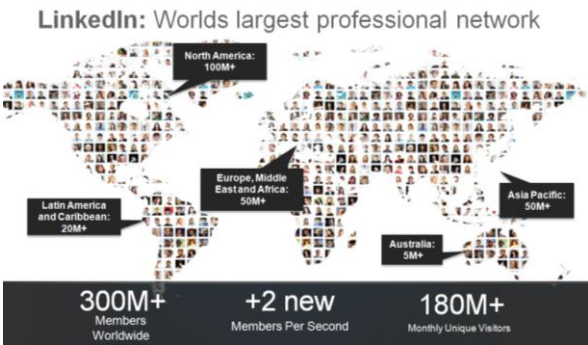 LinkedIn: Worlds largest professional network
North America:
100M+
Europe, Middle
East and Africa:
50M+
Latin America
and Caribbean:
20M+
Asia Pacific:
50M+
Australia:
5M+
300M+
Members
Worldwide
+2 new
Members Per Second
180M+
Monthly Unique Visitors